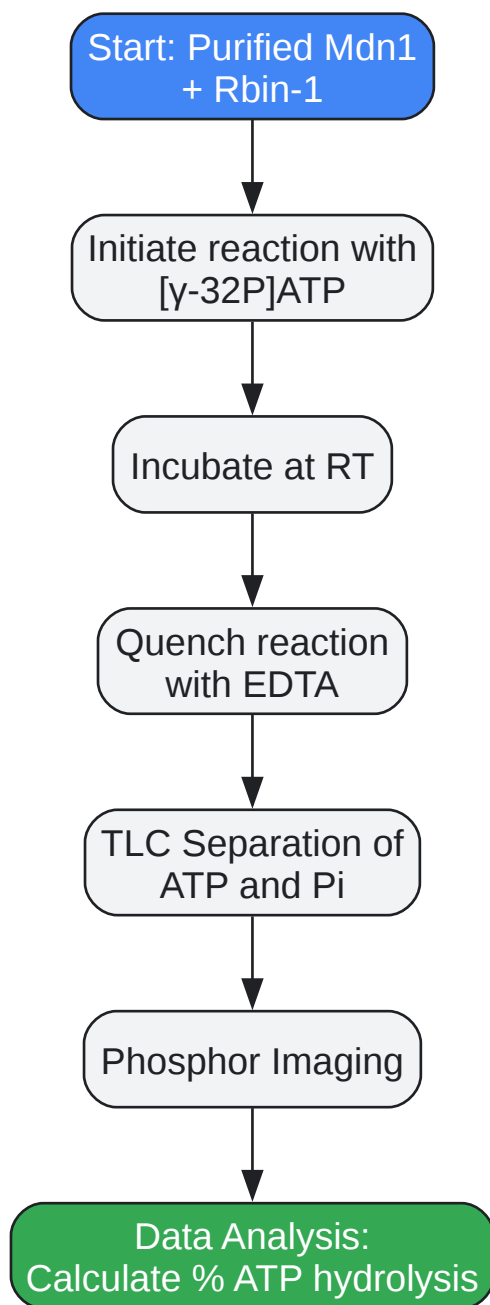 Start: Purified Mdn1
+ Rbin-1
Initiate reaction with
[γ-32P]ATP
Incubate at RT
Quench reaction
with EDTA
TLC Separation of
ATP and Pi
Phosphor Imaging
Data Analysis:
Calculate % ATP hydrolysis